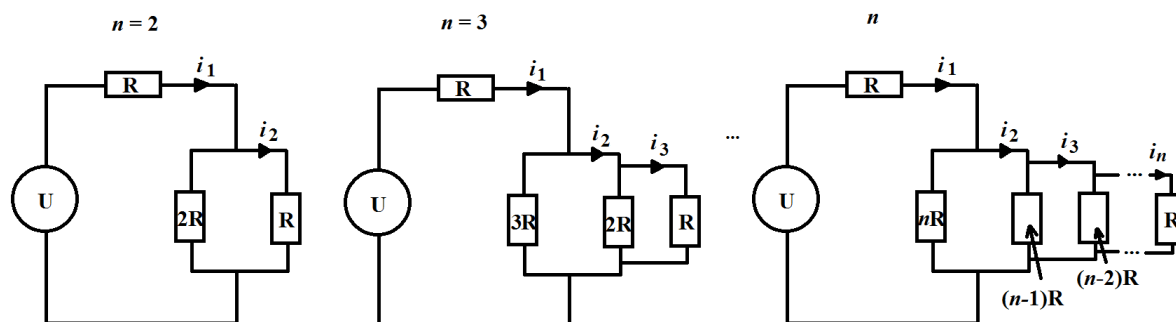 n = 2
R
i1
i2
U
2R
R
n = 3
R
i1
i2
i3
U
3R
2R
R
...
n
R
i1
i2
i3
... in
U
nR
R
...
(n-1)R
(n-2)R